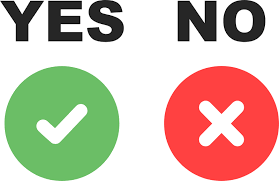 YES NO